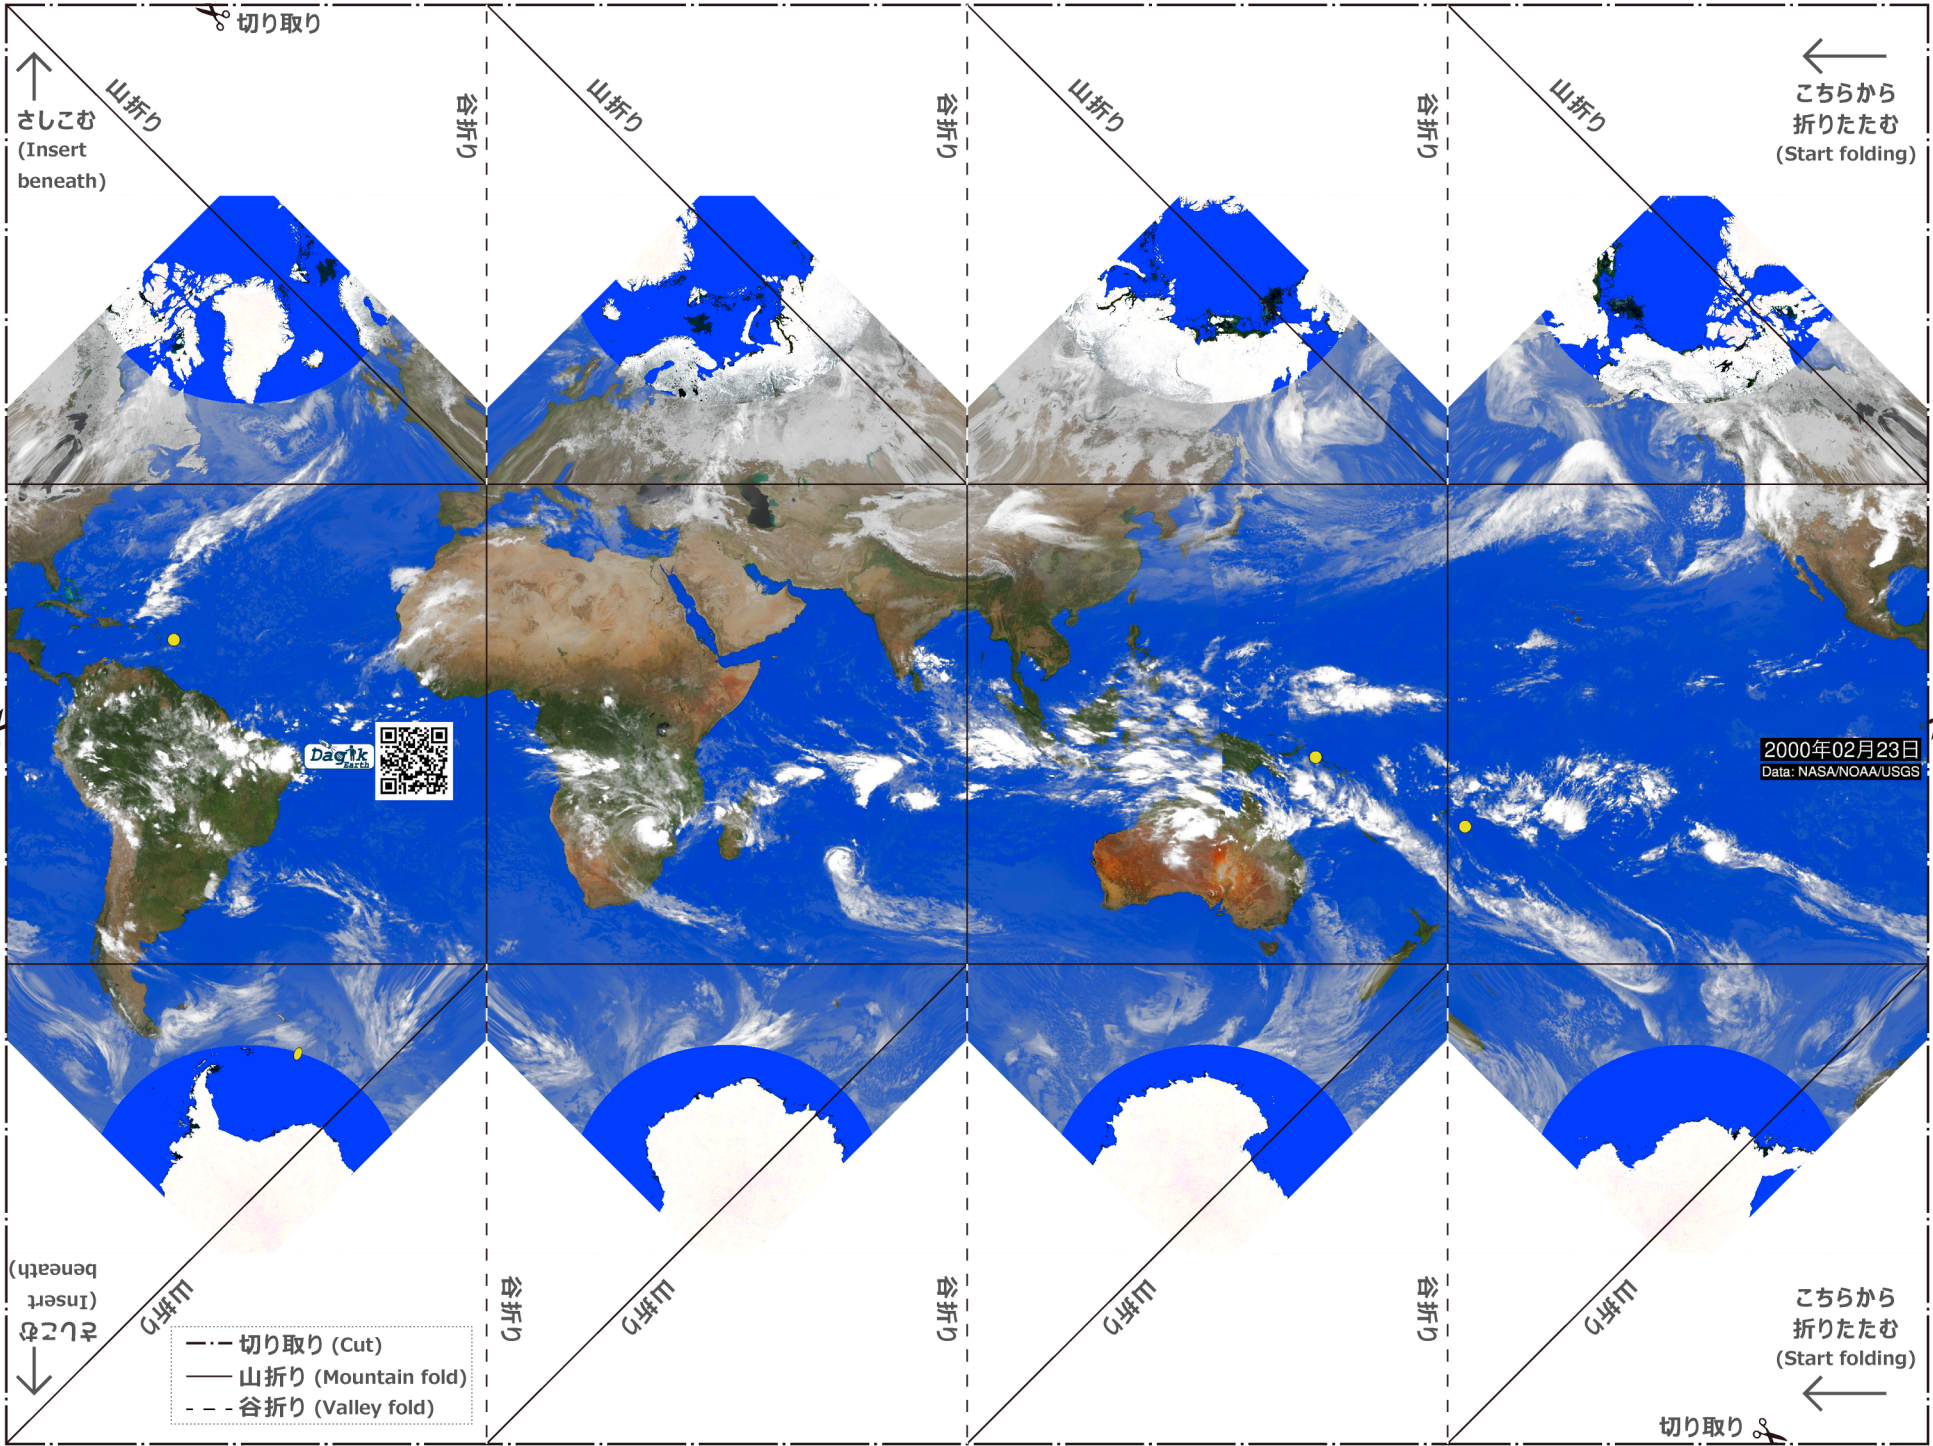 切り取り
さしこむ
(Insert
beneath)
山折り
谷折り
山折り
谷折り
山折り
谷折り
山折り
こちらから
折りたたむ
(Start folding)
Dagik
Earth
2000年02月23日
Data: NASA/NOAA/USGS
さしこむ
(Insert
beneath)
山折り
谷折り
山折り
谷折り
山折り
谷折り
山折り
こちらから
折りたたむ
(Start folding)
切り取り (Cut)
山折り (Mountain fold)
谷折り (Valley fold)
切り取り